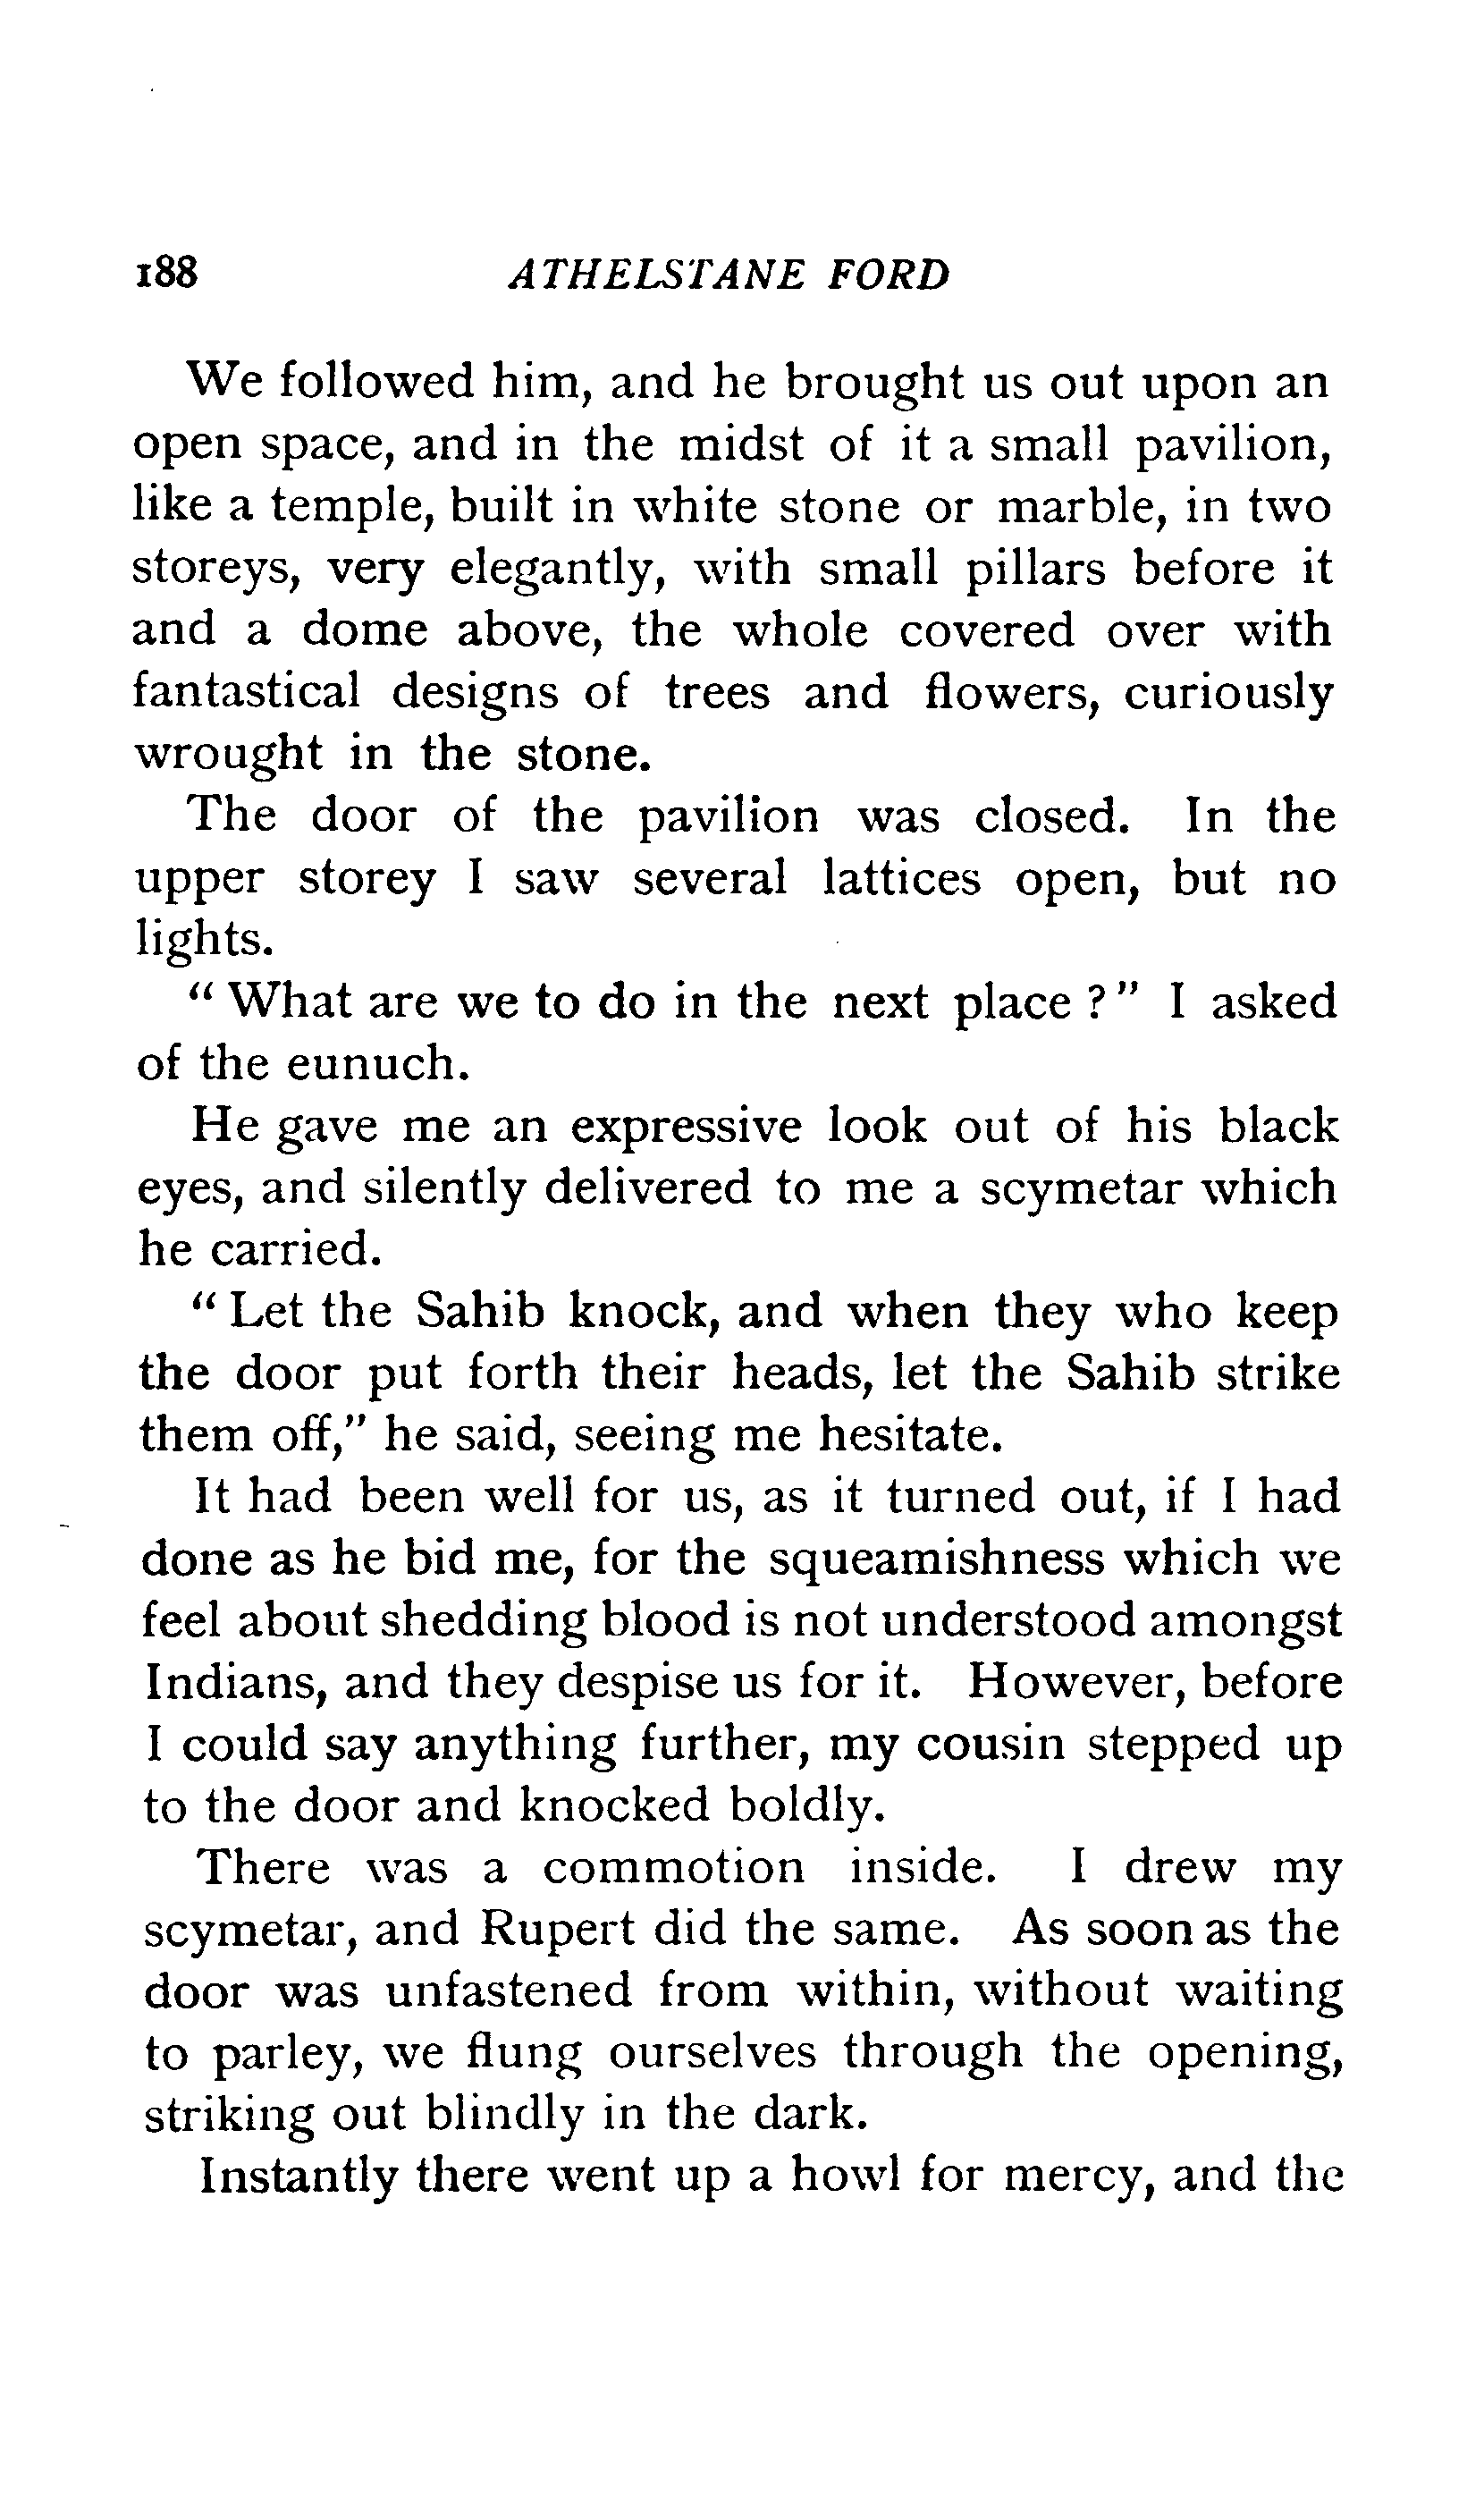 188 ATHELSTANE FORD
We followed him, and he brought us out upon an
open space, and in the midst of it a small pavilion,
like a temple, built in white stone or marble, in two
storeys, very elegantly, with small pillars before it
and a dome above, the whole covered over with
fantastical designs of trees and flowers, curiously
wrought in the stone.
The door of the pavilion was closed. In the
upper storey I saw several lattices open, but no
lights.
" What are we to do in the next place ? " I asked
of the eunuch.
He gave me an expressive look out of his black
eyes, and silently delivered to me a scymetar which
he carried.
" Let the Sahib knock, and when they who keep
the door put forth their heads, let the Sahib strike
them off," he said, seeing me hesitate.
It had been well for us, as it turned out, if I had
done as he bid me, for the squeamishness which we
feel about shedding blood is not understood amongst
Indians, and they despise us for it. However, before
I could say anything further, my cousin stepped up
to the door and knocked boldly.
There was a commotion inside. I drew my
scymetar, and Rupert did the same. As soon as the
door was unfastened from within, without waiting
to parley, we flung ourselves through the opening,
striking out blindly in the dark.
Instantly there went up a howl for mercy, and the